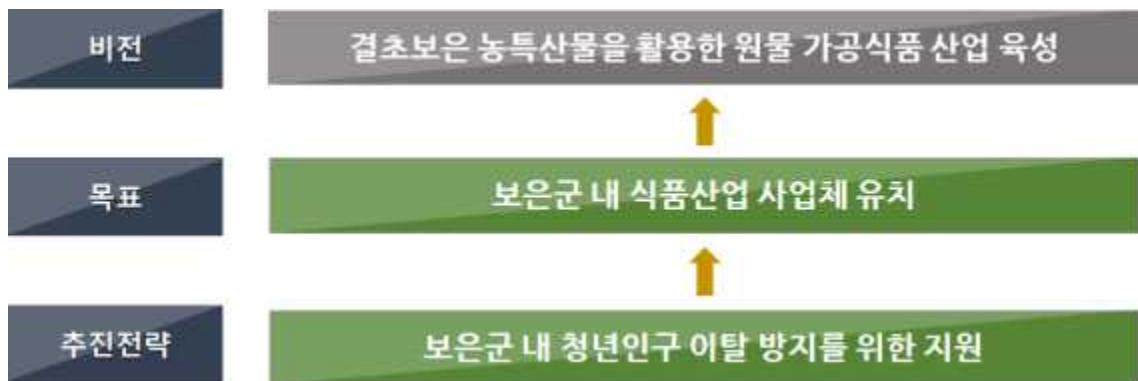 비전
결초보은 농특산물을 활용한 원물 가공식품 산업 육성
목표
보은군 내 식품산업 사업체 유치
추진전략
보은군 내 청년인구 이탈 방지를 위한 지원